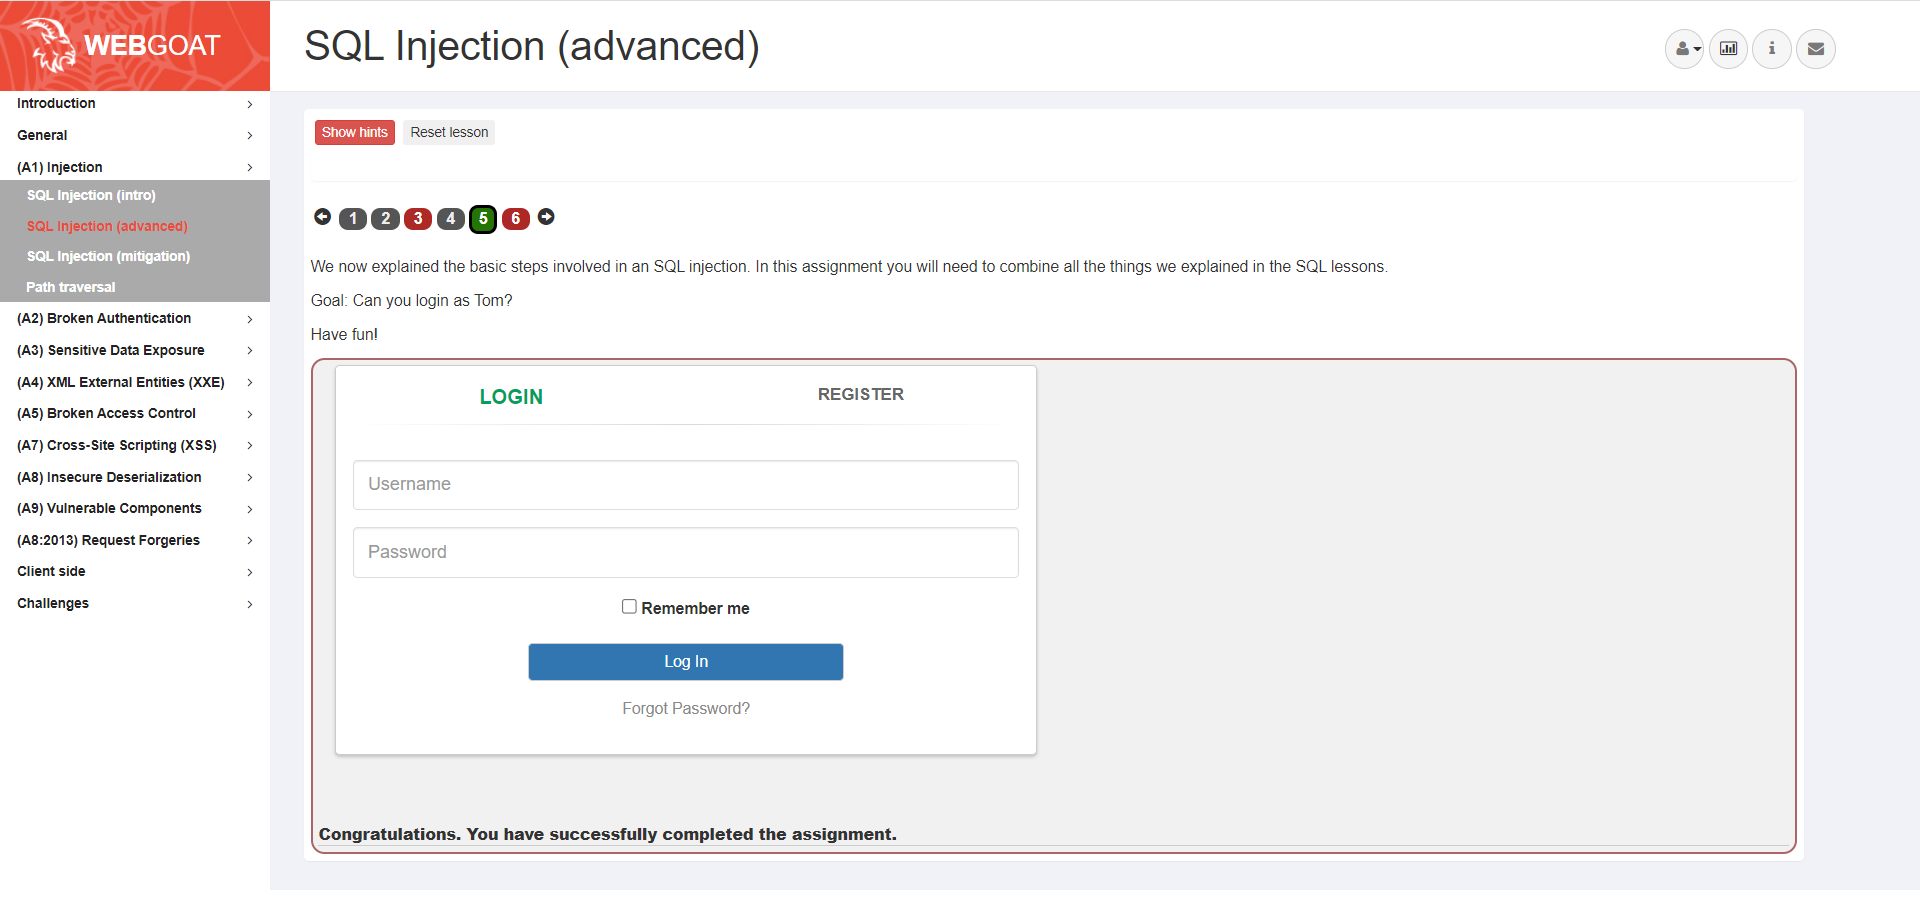 WEBGOAT
SQL Injection (advanced)
Introduction
General
(A1) Injection
SQL Injection (intro)
SQL Injection (advanced)
SQL Injection (mitigation)
Path traversal
(A2) Broken Authentication
(A3) Sensitive Data Exposure
(A4) XML External Entities (XXE)
(A5) Broken Access Control
(A7) Cross-Site Scripting (XSS)
(A8) Insecure Deserialization
(A9) Vulnerable Components
(A8:2013) Request Forgeries
Client side
Challenges
Show hints Reset lesson
1 2 3 4 5 6
We now explained the basic steps involved in an SQL injection. In this assignment you will need to combine all the things we explained in the SQL lessons.
Goal: Can you login as Tom?
Have fun!
LOGIN REGISTER
Username
Password
Remember me
Log In
Forgot Password?
Congratulations. You have successfully completed the assignment.